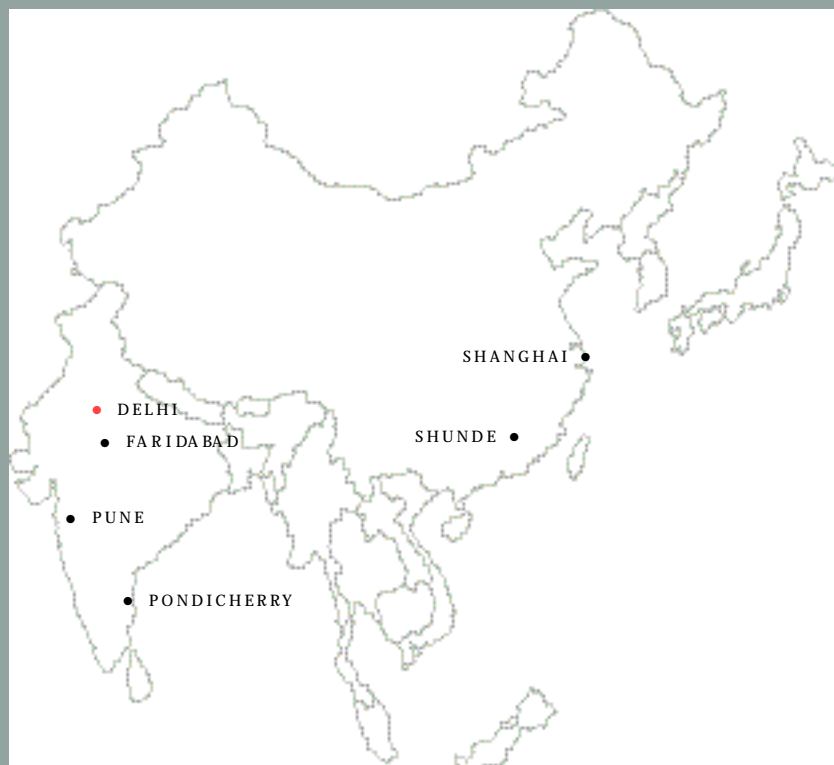 SHANGHAI
DELHI
SHUNDE
FARIDABAD
PUNE
PONDICHERRY